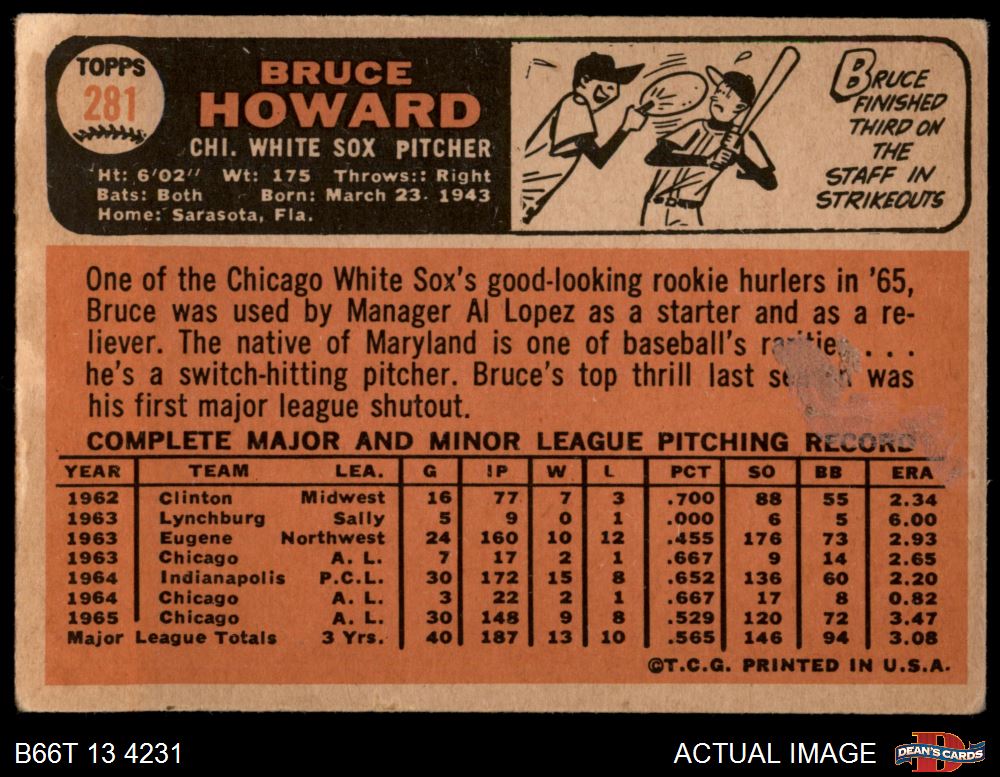 TOPPS
281
BRUCE
HOWARD
CHI. WHITE SOX PITCHER
Ht: 6'02" Wt: 175 Throws:: Right
Bats: Both Born: March 23. 1943
Home: Sarasota, Fla.
BRUCE
FINISHED
THIRD ON
THE
STAFF IN
STRIKEOUTS
One of the Chicago White Sox's good-looking rookie hurlers in '65,
Bruce was used by Manager Al Lopez as a starter and as a re-
liever. The native of Maryland is one of baseball's rarities . . .
he's a switch-hitting pitcher. Bruce's top thrill last season was
his first major league shutout.
COMPLETE MAJOR AND MINOR LEAGUE PITCHING RECORD
YEAR TEAM LEA. G IP W L PCT SO BB ERA
1962 Clinton Midwest 16 77 7 3 .700 88 55 2.34
1963 Lynchburg Sally 5 9 0 1 .000 6 5 6.00
1963 Eugene Northwest 24 160 10 12 .455 176 73 2.93
1963 Chicago A. L. 7 17 2 1 .667 9 14 2.65
1964 Indianapolis P.C.L. 30 172 15 8 .652 136 60 2.20
1964 Chicago A. L. 3 22 2 1 .667 17 8 0.82
1965 Chicago A. L. 30 148 9 8 .529 120 72 3.47
Major League Totals 3 Yrs. 40 187 13 10 .565 146 94 3.08
©T.C.G. PRINTED IN U.S.A.
B66T 13 4231
ACTUAL IMAGE
D
DEAN'S CARDS